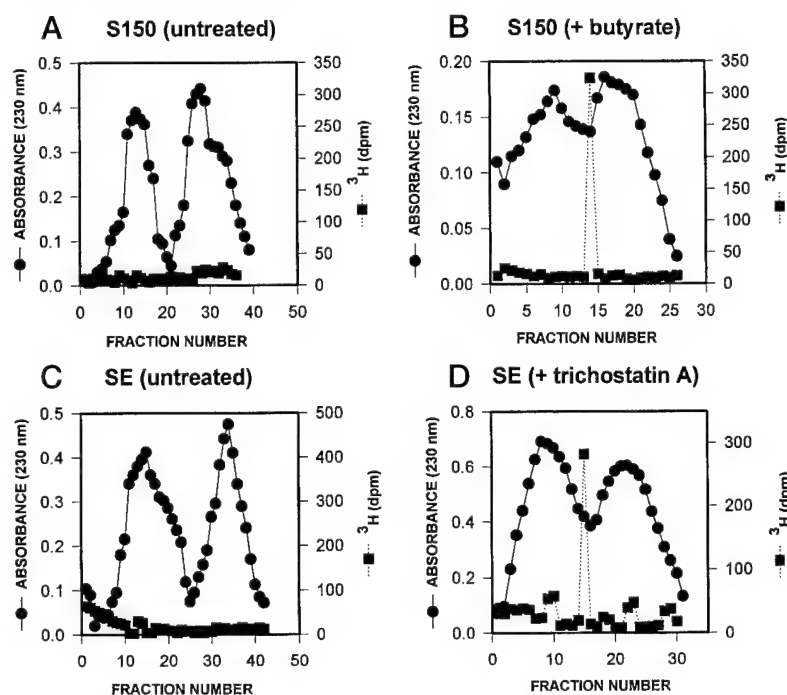 A S150 (untreated)
ABSORBANCE (230 nm)
0.5
0.4
0.3
0.2
0.1
0.0
350
300
250
200
150
100
50
0
³H (dpm)
0 10 20 30 40 50
FRACTION NUMBER
B S150 (+ butyrate)
ABSORBANCE (230 nm)
0.20
0.15
0.10
0.05
0.00
350
300
250
200
150
100
50
0
³H (dpm)
0 5 10 15 20 25 30
FRACTION NUMBER
C SE (untreated)
ABSORBANCE (230 nm)
0.5
0.4
0.3
0.2
0.1
0.0
500
400
300
200
100
0
³H (dpm)
0 10 20 30 40 50
FRACTION NUMBER
D SE (+ trichostatin A)
ABSORBANCE (230 nm)
0.8
0.6
0.4
0.2
0.0
300
200
100
0
³H (dpm)
0 10 20 30
FRACTION NUMBER